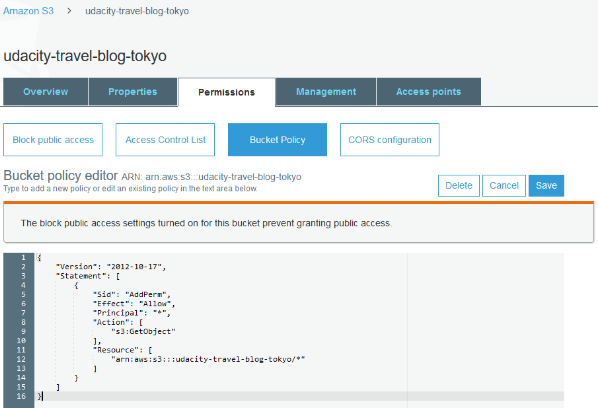 Amazon S3 > udacity-travel-blog-tokyo
udacity-travel-blog-tokyo
Overview Properties Permissions Management Access points
Block public access Access Control List Bucket Policy CORS configuration
Bucket policy editor ARN: arn:aws:s3:::udacity-travel-blog-tokyo
Type to add a new policy or edit an existing policy in the text area below.
Delete Cancel Save
The block public access settings turned on for this bucket prevent granting public access.
1 {
2 "Version": "2012-10-17",
3 "Statement": [
4 {
5 "Sid": "AddPerm",
6 "Effect": "Allow",
7 "Principal": "*",
8 "Action": [
9 "s3:GetObject"
10 ],
11 "Resource": [
12 "arn:aws:s3:::udacity-travel-blog-tokyo/*"
13 ]
14 }
15 ]
16 }